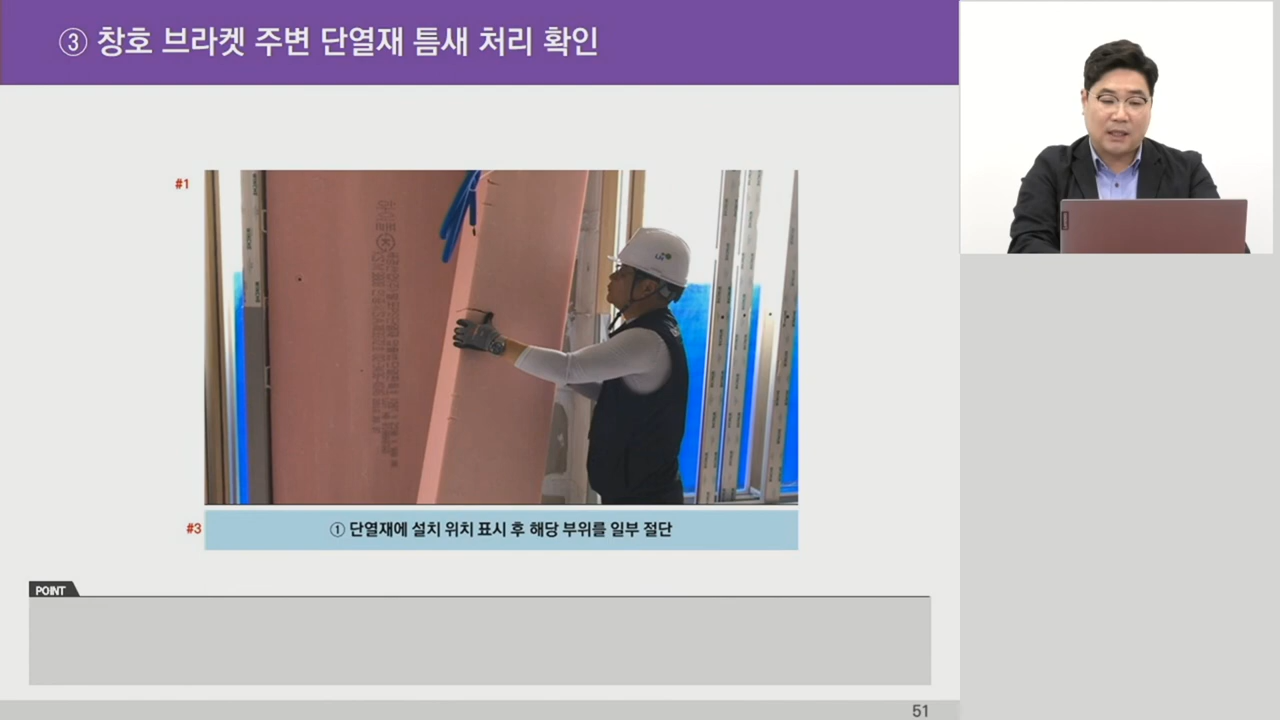 ③ 창호 브라켓 주변 단열재 틈새 처리 확인
#1
#3
① 단열재에 설치 위치 표시 후 해당 부위를 일부 절단
POINT
51